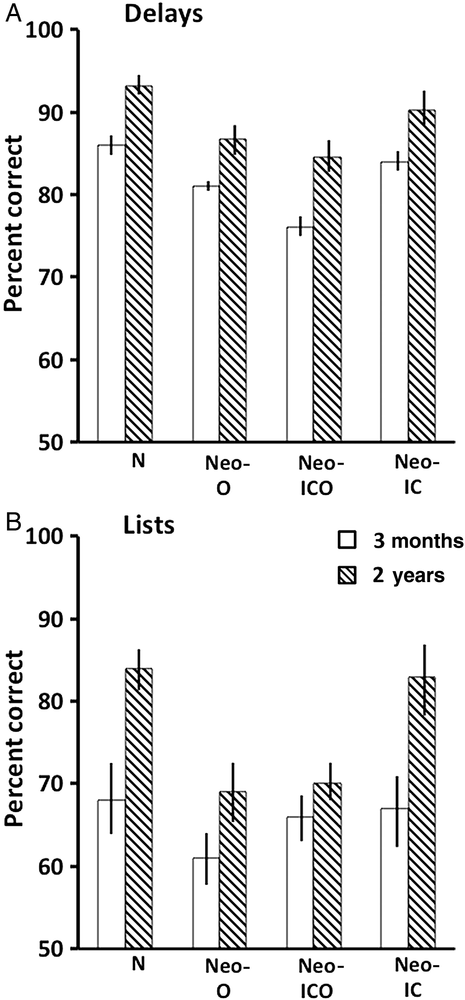 A
Delays
100
90
80
70
60
50
Percent correct
N
Neo-
O
Neo-
ICO
Neo-
IC
B
Lists
100
90
80
70
60
50
Percent correct
3 months
2 years
N
Neo-
O
Neo-
ICO
Neo-
IC